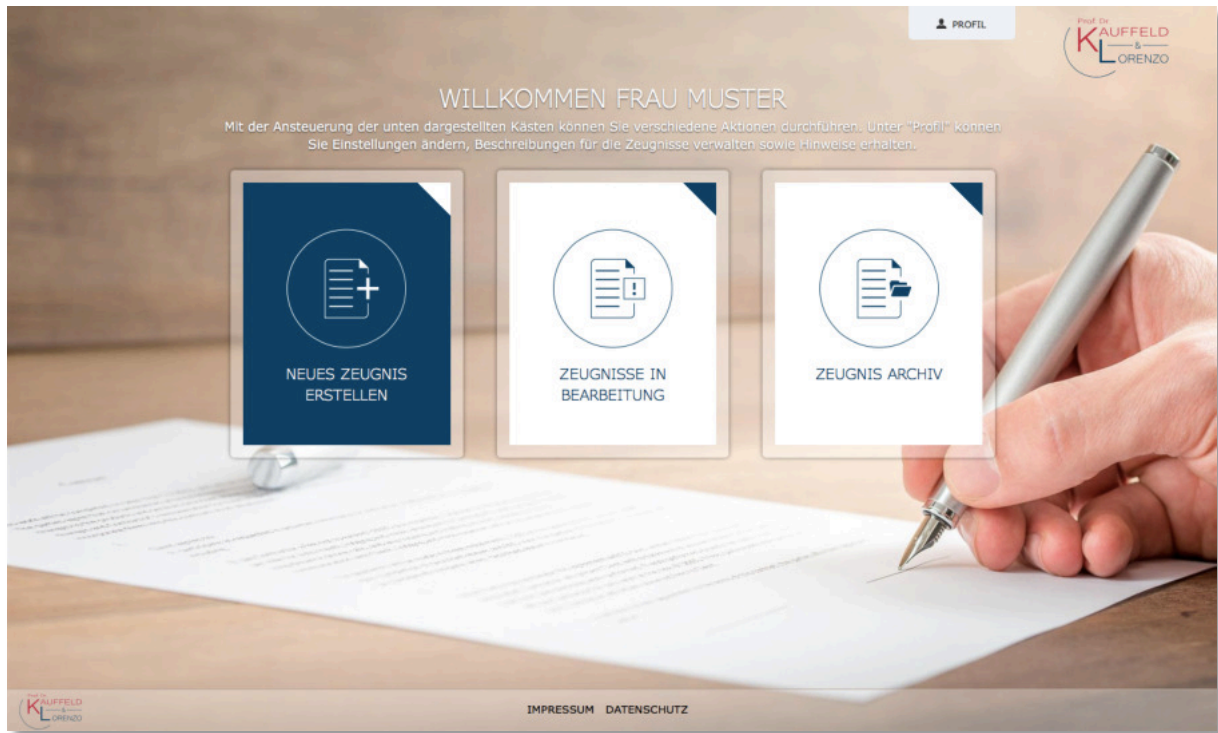 PROFIL
Prof. Dr.
KAUFFELD
&
LORENZO
WILLKOMMEN FRAU MUSTER
Mit der Ansteuerung der unten dargestellten Kästen können Sie verschiedene Aktionen durchführen. Unter "Profil" können
Sie Einstellungen ändern, Beschreibungen für die Zeugnisse verwalten sowie Hinweise erhalten.
NEUES ZEUGNIS
ERSTELLEN
ZEUGNISSE IN
BEARBEITUNG
ZEUGNIS ARCHIV
Prof. Dr.
KAUFFELD
&
LORENZO
IMPRESSUM DATENSCHUTZ